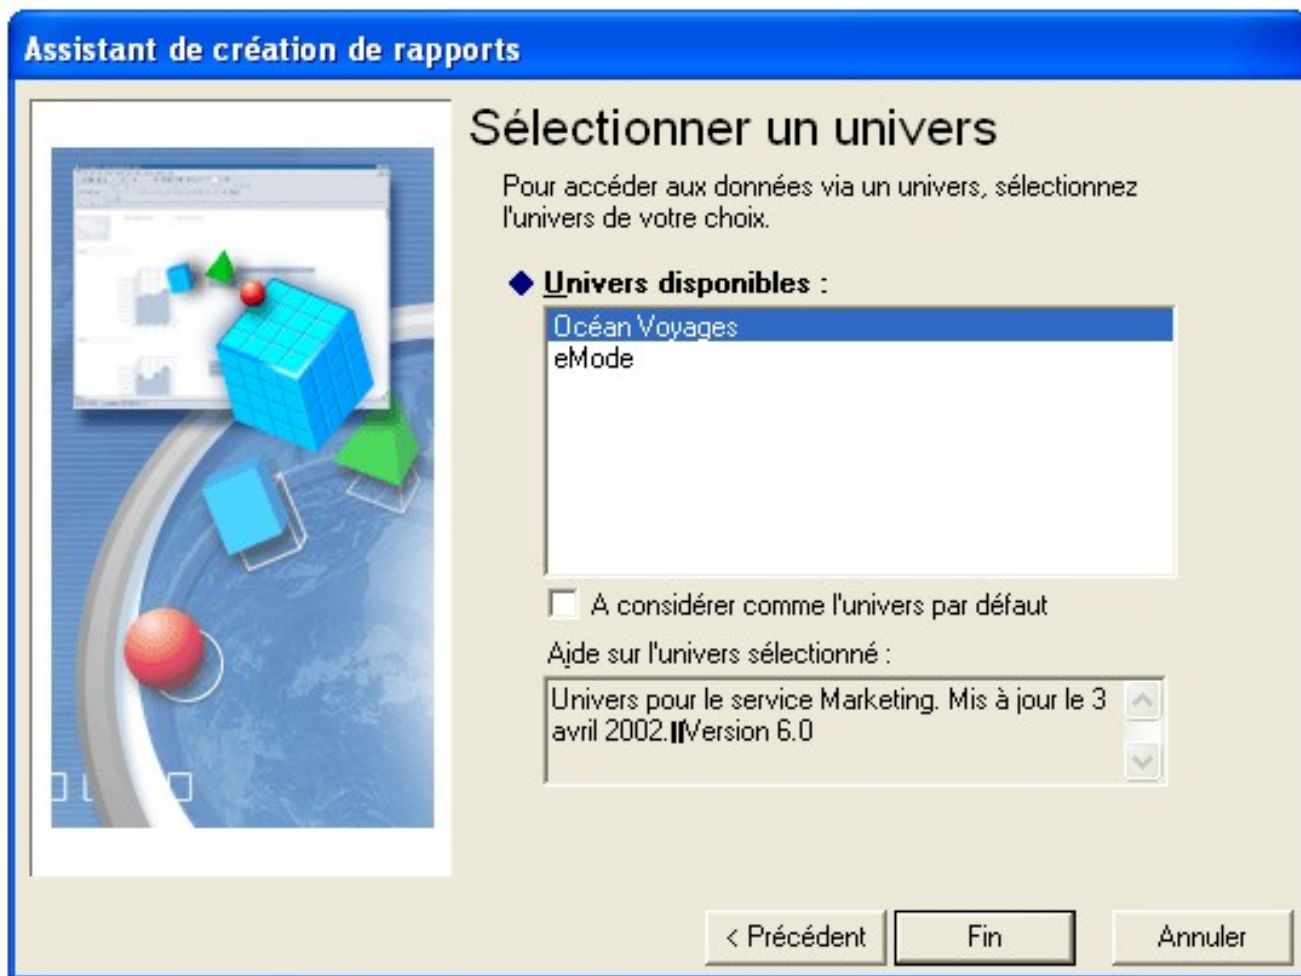 Assistant de création de rapports
Sélectionner un univers
Pour accéder aux données via un univers, sélectionnez
l'univers de votre choix.
Univers disponibles :
Océan Voyages
eMode
A considérer comme l'univers par défaut
Aide sur l'univers sélectionné :
Univers pour le service Marketing. Mis à jour le 3
avril 2002.||Version 6.0
< Précédent
Fin
Annuler